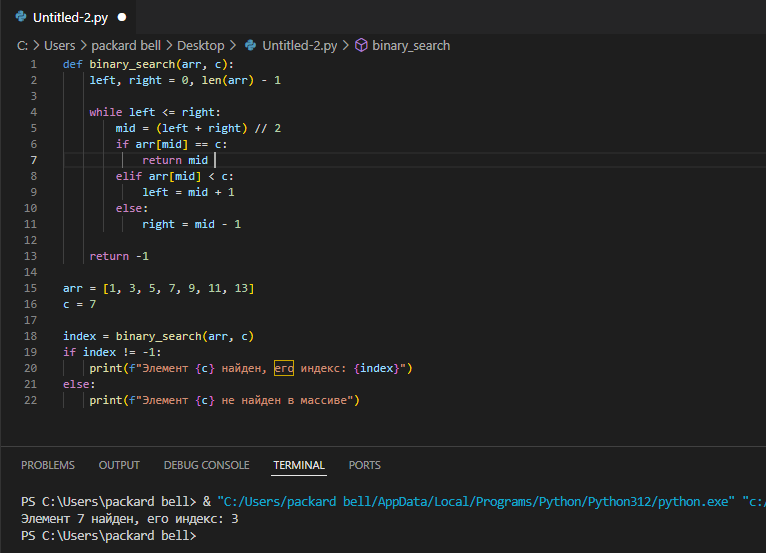 Untitled-2.py
C: > Users > packard bell > Desktop > Untitled-2.py > binary_search
1 def binary_search(arr, c):
2     left, right = 0, len(arr) - 1
3
4     while left <= right:
5         mid = (left + right) // 2
6         if arr[mid] == c:
7             return mid
8         elif arr[mid] < c:
9             left = mid + 1
10         else:
11             right = mid - 1
12
13     return -1
14
15 arr = [1, 3, 5, 7, 9, 11, 13]
16 c = 7
17
18 index = binary_search(arr, c)
19 if index != -1:
20     print(f"Элемент {c} найден, его индекс: {index}")
21 else:
22     print(f"Элемент {c} не найден в массиве")
PROBLEMS OUTPUT DEBUG CONSOLE TERMINAL PORTS
PS C:\Users\packard bell> & "C:/Users/packard bell/AppData/Local/Programs/Python/Python312/python.exe" "c:/
Элемент 7 найден, его индекс: 3
PS C:\Users\packard bell>